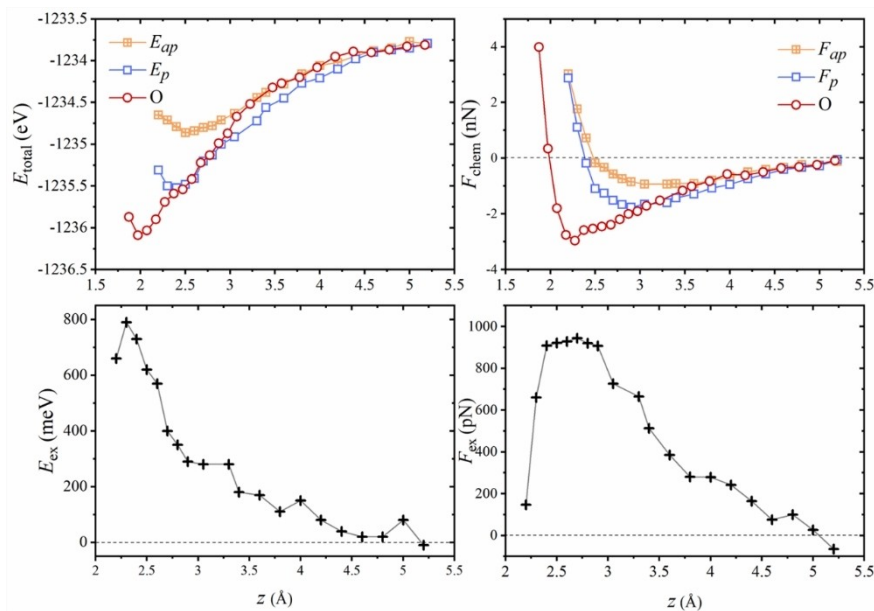 -1233.5
-1234
-1234.5
-1235
-1235.5
-1236
-1236.5
E_total (eV)
E_ap
E_p
O
1.5 2 2.5 3 3.5 4 4.5 5 5.5
4
2
0
-2
-4
F_chem (nN)
F_ap
F_p
O
1.5 2 2.5 3 3.5 4 4.5 5 5.5
800
600
400
200
0
E_ex (meV)
2 2.5 3 3.5 4 4.5 5 5.5
z (Å)
1000
800
600
400
200
0
F_ex (pN)
2 2.5 3 3.5 4 4.5 5 5.5
z (Å)